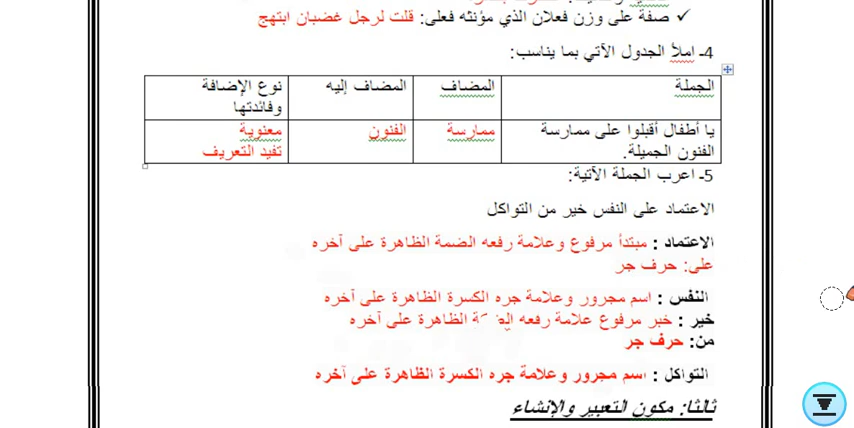 ✓ صفة على وزن فعلان الذي مؤنثه فعلى: قلت لرجل غضبان ابتهج
4- املأ الجدول الآتي بما يناسب:
الجملة المضاف المضاف إليه نوع الإضافة وفائدتها
يا أطفال أقبلوا على ممارسة الفنون الجميلة. ممارسة الفنون معنوية تفيد التعريف
5- اعرب الجملة الآتية:
الاعتماد على النفس خير من التواكل
الاعتماد : مبتدأ مرفوع وعلامة رفعه الضمة الظاهرة على آخره
على: حرف جر
النفس : اسم مجرور وعلامة جره الكسرة الظاهرة على آخره
خير : خبر مرفوع علامة رفعه الظاهرة على آخره
من: حرف جر
التواكل : اسم مجرور وعلامة جره الكسرة الظاهرة على آخره
ثالثا: مكون التعبير والإنشاء